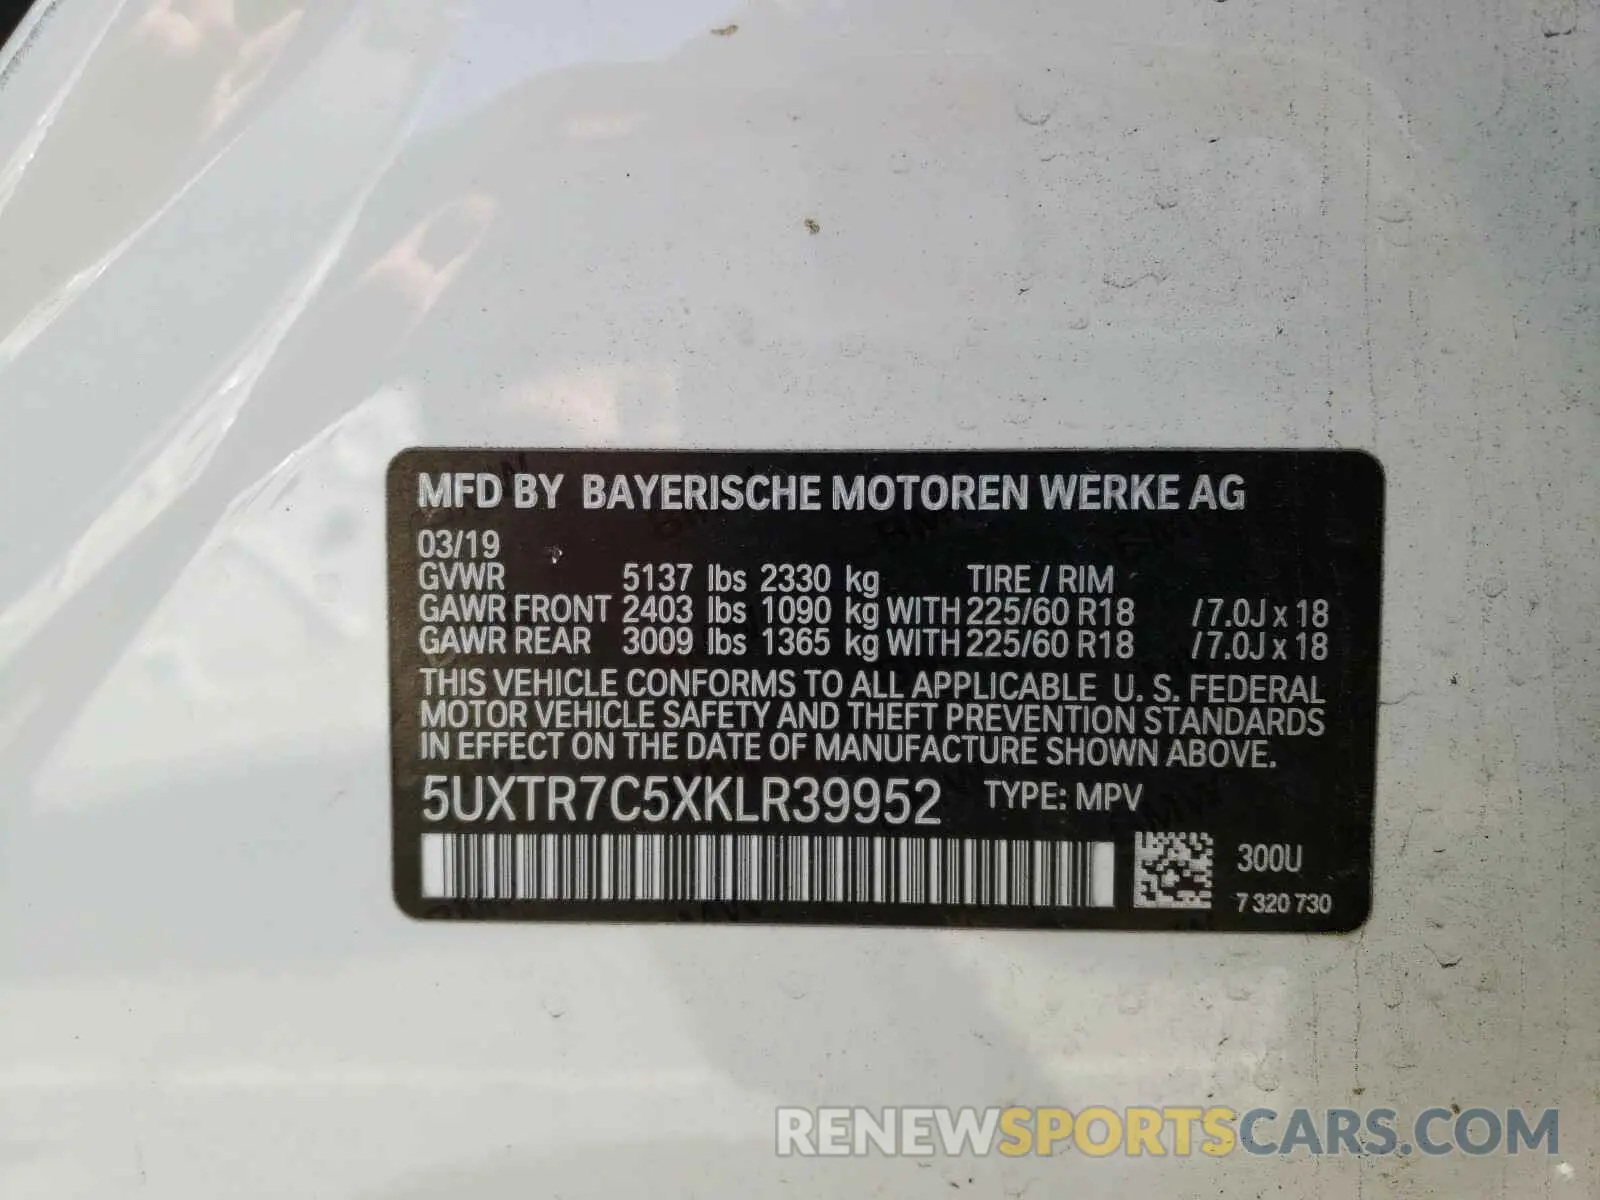 MFD BY BAYERISCHE MOTOREN WERKE AG
03/19
GVWR 5137 lbs 2330 kg TIRE / RIM
GAWR FRONT 2403 lbs 1090 kg WITH 225/60 R18 /7.0J x 18
GAWR REAR 3009 lbs 1365 kg WITH 225/60 R18 /7.0J x 18
THIS VEHICLE CONFORMS TO ALL APPLICABLE U. S. FEDERAL
MOTOR VEHICLE SAFETY AND THEFT PREVENTION STANDARDS
IN EFFECT ON THE DATE OF MANUFACTURE SHOWN ABOVE.
5UXTR7C5XKLR39952 TYPE: MPV
300U
7 320 730
RENEWSPORTSCARS.COM